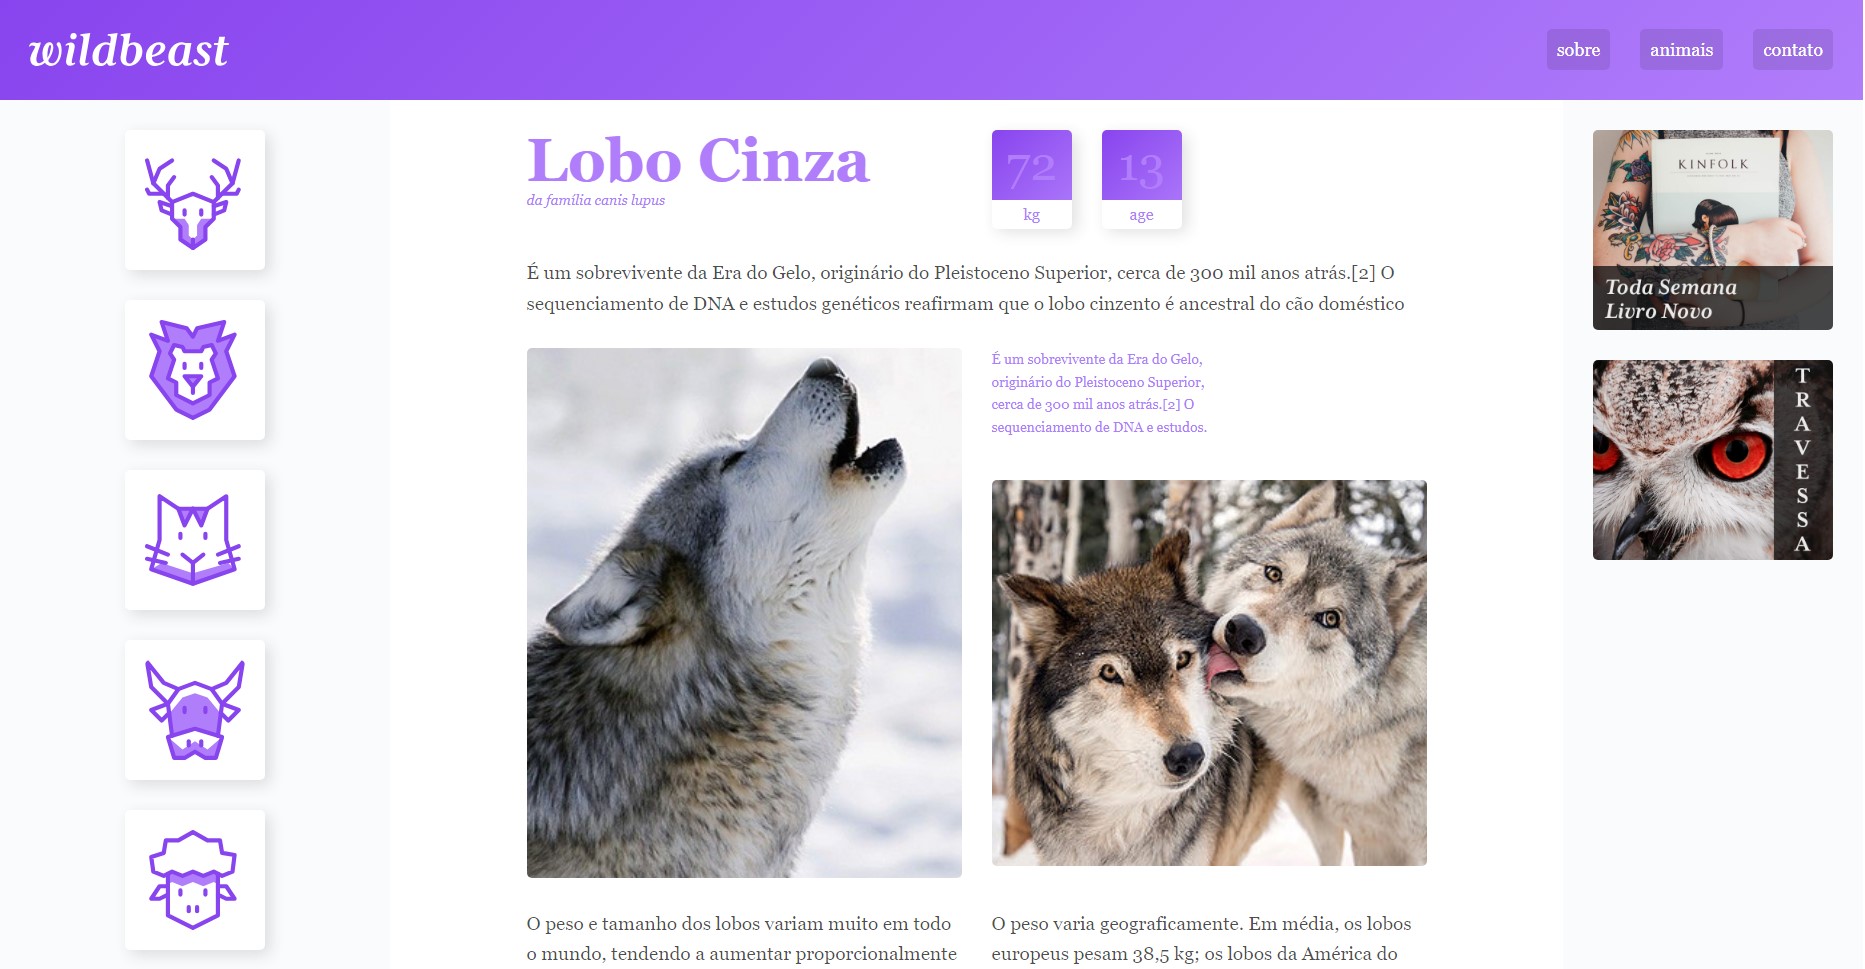 wildbeast
sobre
animais
contato
Lobo Cinza
da família canis lupus
72
kg
13
age
É um sobrevivente da Era do Gelo, originário do Pleistoceno Superior, cerca de 300 mil anos atrás.[2] O
sequenciamento de DNA e estudos genéticos reafirmam que o lobo cinzento é ancestral do cão doméstico
É um sobrevivente da Era do Gelo,
originário do Pleistoceno Superior,
cerca de 300 mil anos atrás.[2] O
sequenciamento de DNA e estudos.
O peso e tamanho dos lobos variam muito em todo
o mundo, tendendo a aumentar proporcionalmente
O peso varia geograficamente. Em média, os lobos
europeus pesam 38,5 kg; os lobos da América do
KINFOLK
Toda Semana
Livro Novo
TRAVESSA